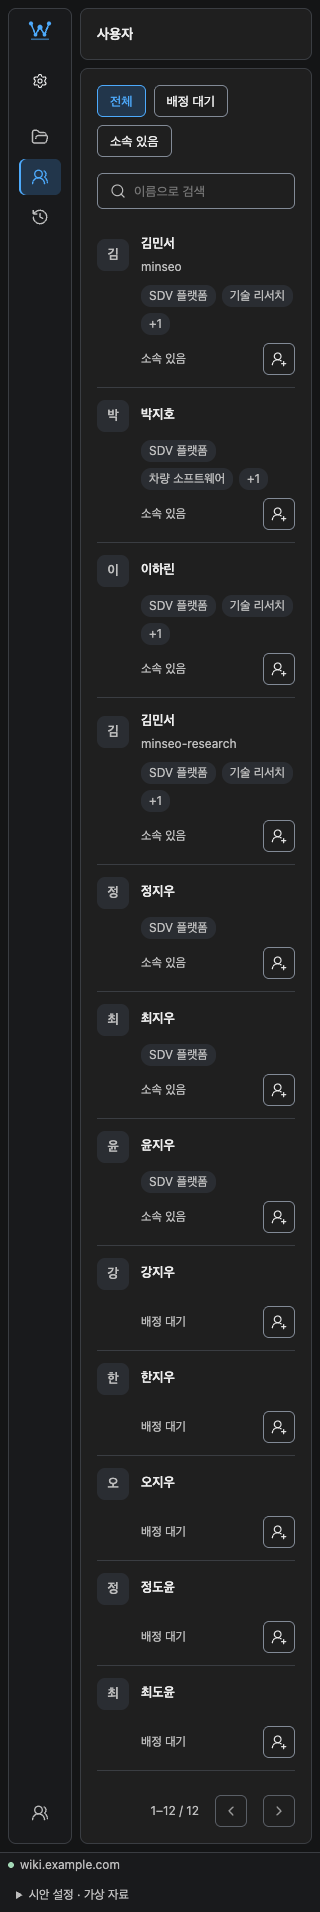 사용자
전체
배정 대기
소속 있음
이름으로 검색
김
김민서
minseo
SDV 플랫폼
기술 리서치
+1
소속 있음
박
박지호
SDV 플랫폼
차량 소프트웨어
+1
소속 있음
이
이하린
SDV 플랫폼
기술 리서치
+1
소속 있음
김
김민서
minseo-research
SDV 플랫폼
기술 리서치
+1
소속 있음
정
정지우
SDV 플랫폼
소속 있음
최
최지우
SDV 플랫폼
소속 있음
윤
윤지우
SDV 플랫폼
소속 있음
강
강지우
배정 대기
한
한지우
배정 대기
오
오지우
배정 대기
정
정도윤
배정 대기
최
최도윤
배정 대기
1–12 / 12
wiki.example.com
시안 설정 · 가상 자료